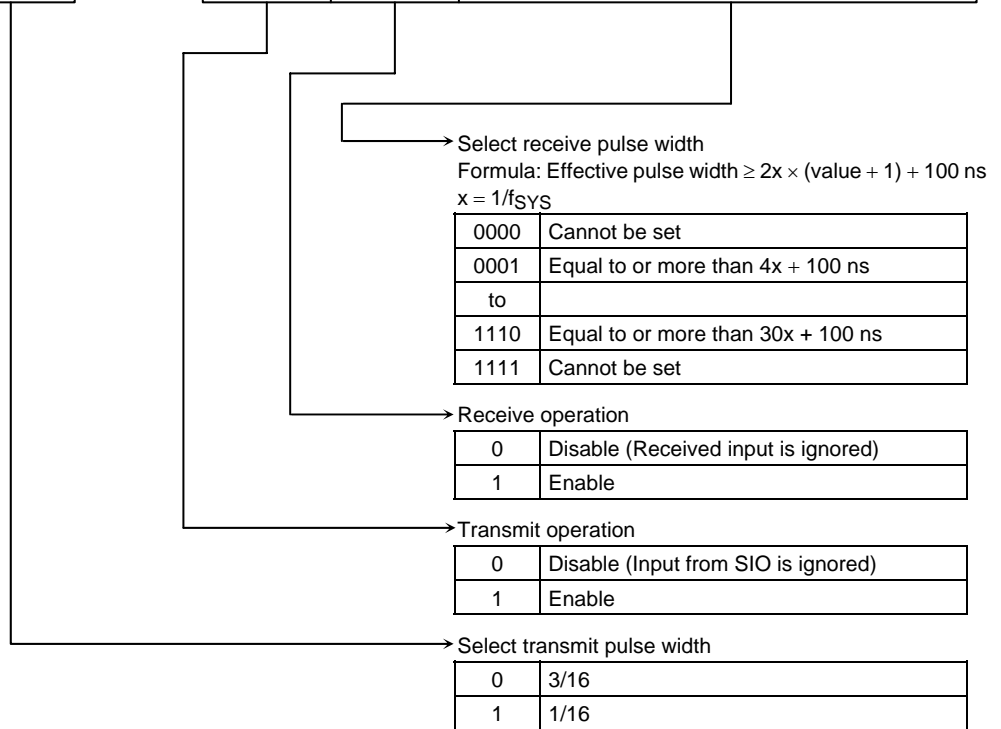 Select receive pulse width
Formula: Effective pulse width ≥ 2x × (value + 1) + 100 ns
x = 1/fSYS
0000 Cannot be set
0001 Equal to or more than 4x + 100 ns
to
1110 Equal to or more than 30x + 100 ns
1111 Cannot be set
Receive operation
0 Disable (Received input is ignored)
1 Enable
Transmit operation
0 Disable (Input from SIO is ignored)
1 Enable
Select transmit pulse width
0 3/16
1 1/16